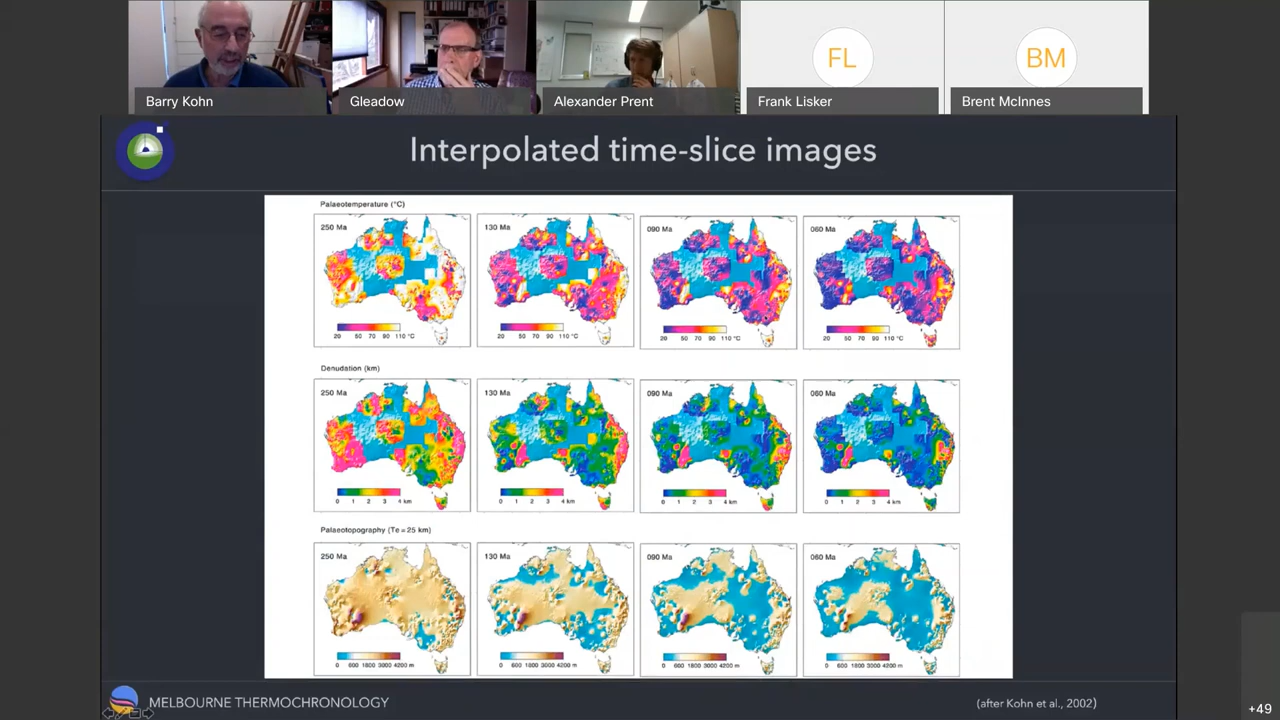 Barry Kohn
Gleadow
Alexander Prent
FL
Frank Lisker
BM
Brent McInnes
Interpolated time-slice images
Palaeotemperature (°C)
250 Ma
130 Ma
090 Ma
060 Ma
20 50 70 90 110 °C
20 50 70 90 110 °C
20 50 70 90 110 °C
20 50 70 90 110 °C
Denudation (km)
250 Ma
130 Ma
090 Ma
060 Ma
0 1 2 3 4 km
0 1 2 3 4 km
0 1 2 3 4 km
0 1 2 3 4 km
Palaeotopography (Te = 25 km)
250 Ma
130 Ma
090 Ma
060 Ma
0 600 1800 3000 4200 m
0 600 1800 3000 4200 m
0 600 1800 3000 4200 m
0 600 1800 3000 4200 m
MELBOURNE THERMOCHRONOLOGY
(after Kohn et al., 2002)
+49